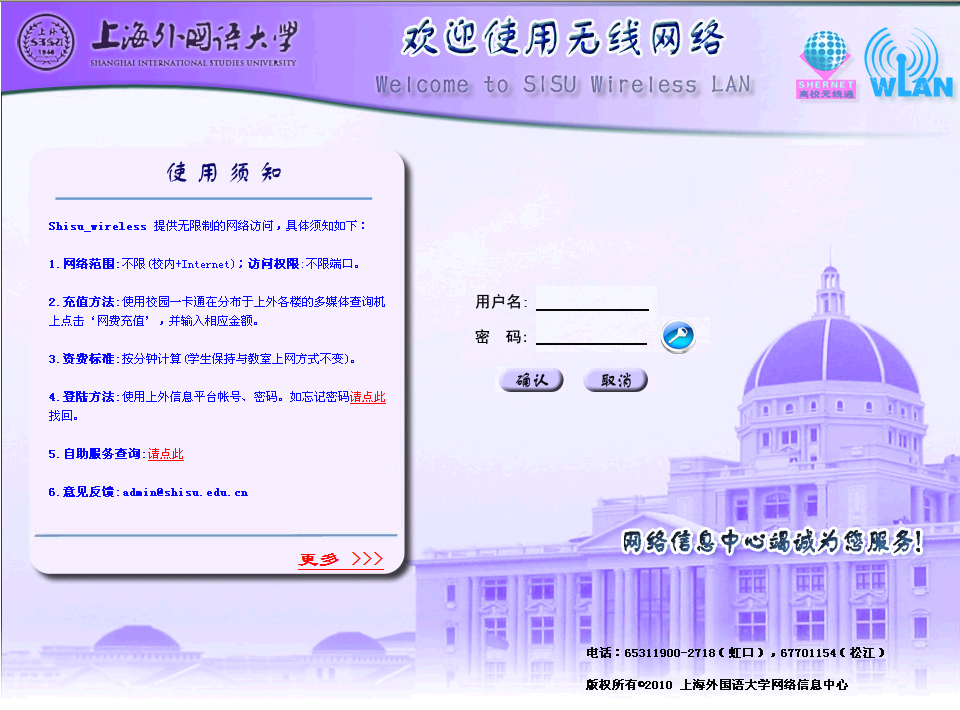 上海外国语大学
SHANGHAI INTERNATIONAL STUDIES UNIVERSITY
欢迎使用无线网络
Welcome to SISU Wireless LAN
SHERNET
高校无线通
WLAN
使用须知
Shisu_wireless 提供无限制的网络访问，具体须知如下：
1.网络范围:不限(校内+Internet)；访问权限:不限端口。
2.充值方法:使用校园一卡通在分布于上外各楼的多媒体查询机
上点击‘网费充值’，并输入相应金额。
3.资费标准:按分钟计算(学生保持与教室上网方式不变)。
4.登陆方法:使用上外信息平台帐号、密码。如忘记密码请点此
找回。
5.自助服务查询:请点此
6.意见反馈:admin@shisu.edu.cn
更多 >>>
用户名:
密 码:
确认 取消
网络信息中心竭诚为您服务!
电话：65311900-2718（虹口），67701154（松江）
版权所有©2010 上海外国语大学网络信息中心